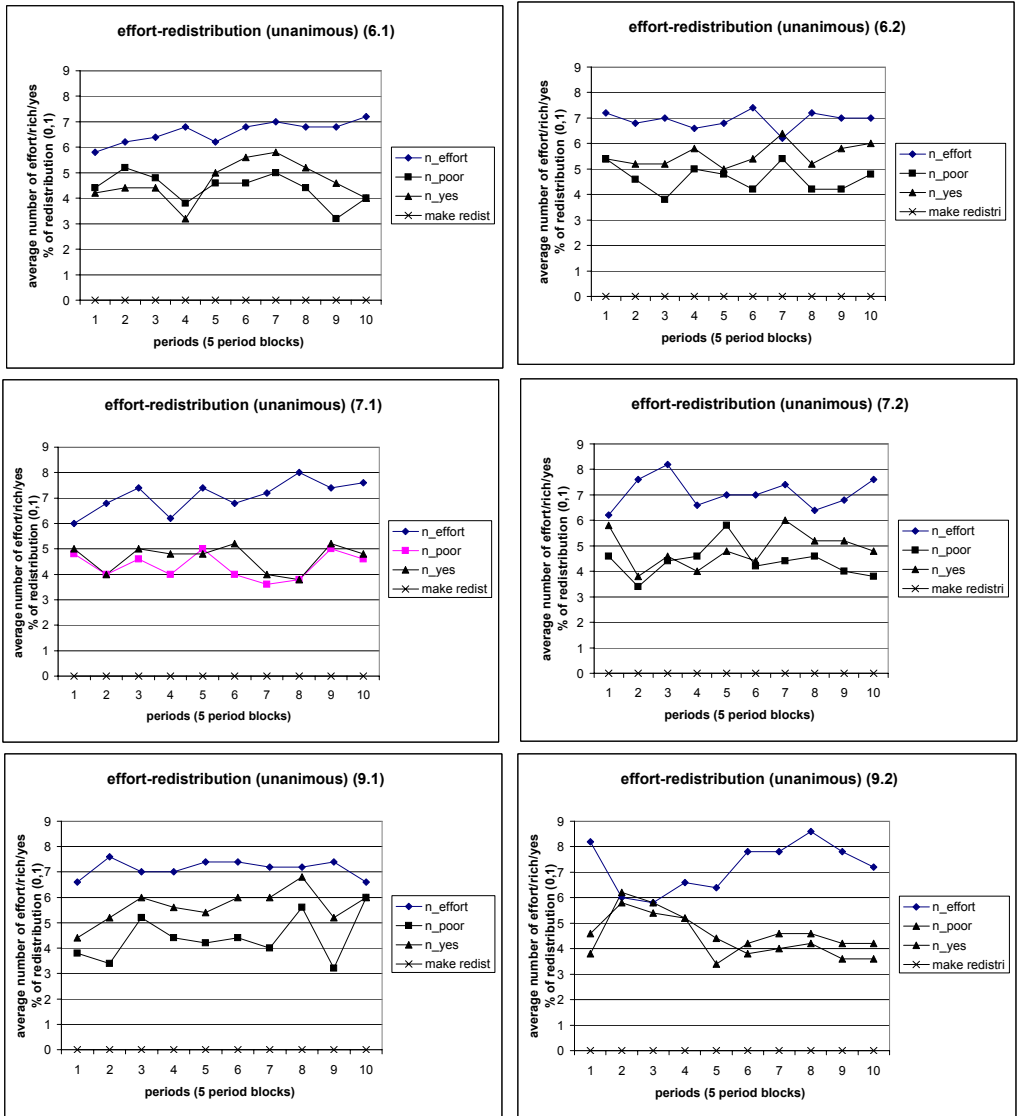 effort-redistribution (unanimous) (6.1)
average number of effort/rich/yes
% of redistribution (0,1)
9
8
7
6
5
4
3
2
1
0
1 2 3 4 5 6 7 8 9 10
periods (5 period blocks)
n_effort
n_poor
n_yes
make redist
effort-redistribution (unanimous) (6.2)
average number of effort/rich/yes
% of redistribution (0,1)
9
8
7
6
5
4
3
2
1
0
1 2 3 4 5 6 7 8 9 10
periods (5 period blocks)
n_effort
n_poor
n_yes
make redistri
effort-redistribution (unanimous) (7.1)
average number of effort/rich/yes
% of redistribution (0,1)
9
8
7
6
5
4
3
2
1
0
1 2 3 4 5 6 7 8 9 10
periods (5 period blocks)
n_effort
n_poor
n_yes
make redist
effort-redistribution (unanimous) (7.2)
average number of effort/rich/yes
% of redistribution (0,1)
9
8
7
6
5
4
3
2
1
0
1 2 3 4 5 6 7 8 9 10
periods (5 period blocks)
n_effort
n_poor
n_yes
make redistri
effort-redistribution (unanimous) (9.1)
average number of effort/rich/yes
% of redistribution (0,1)
9
8
7
6
5
4
3
2
1
0
1 2 3 4 5 6 7 8 9 10
periods (5 period blocks)
n_effort
n_poor
n_yes
make redist
effort-redistribution (unanimous) (9.2)
average number of effort/rich/yes
% of redistribution (0,1)
9
8
7
6
5
4
3
2
1
0
1 2 3 4 5 6 7 8 9 10
periods (5 period blocks)
n_effort
n_poor
n_yes
make redistri